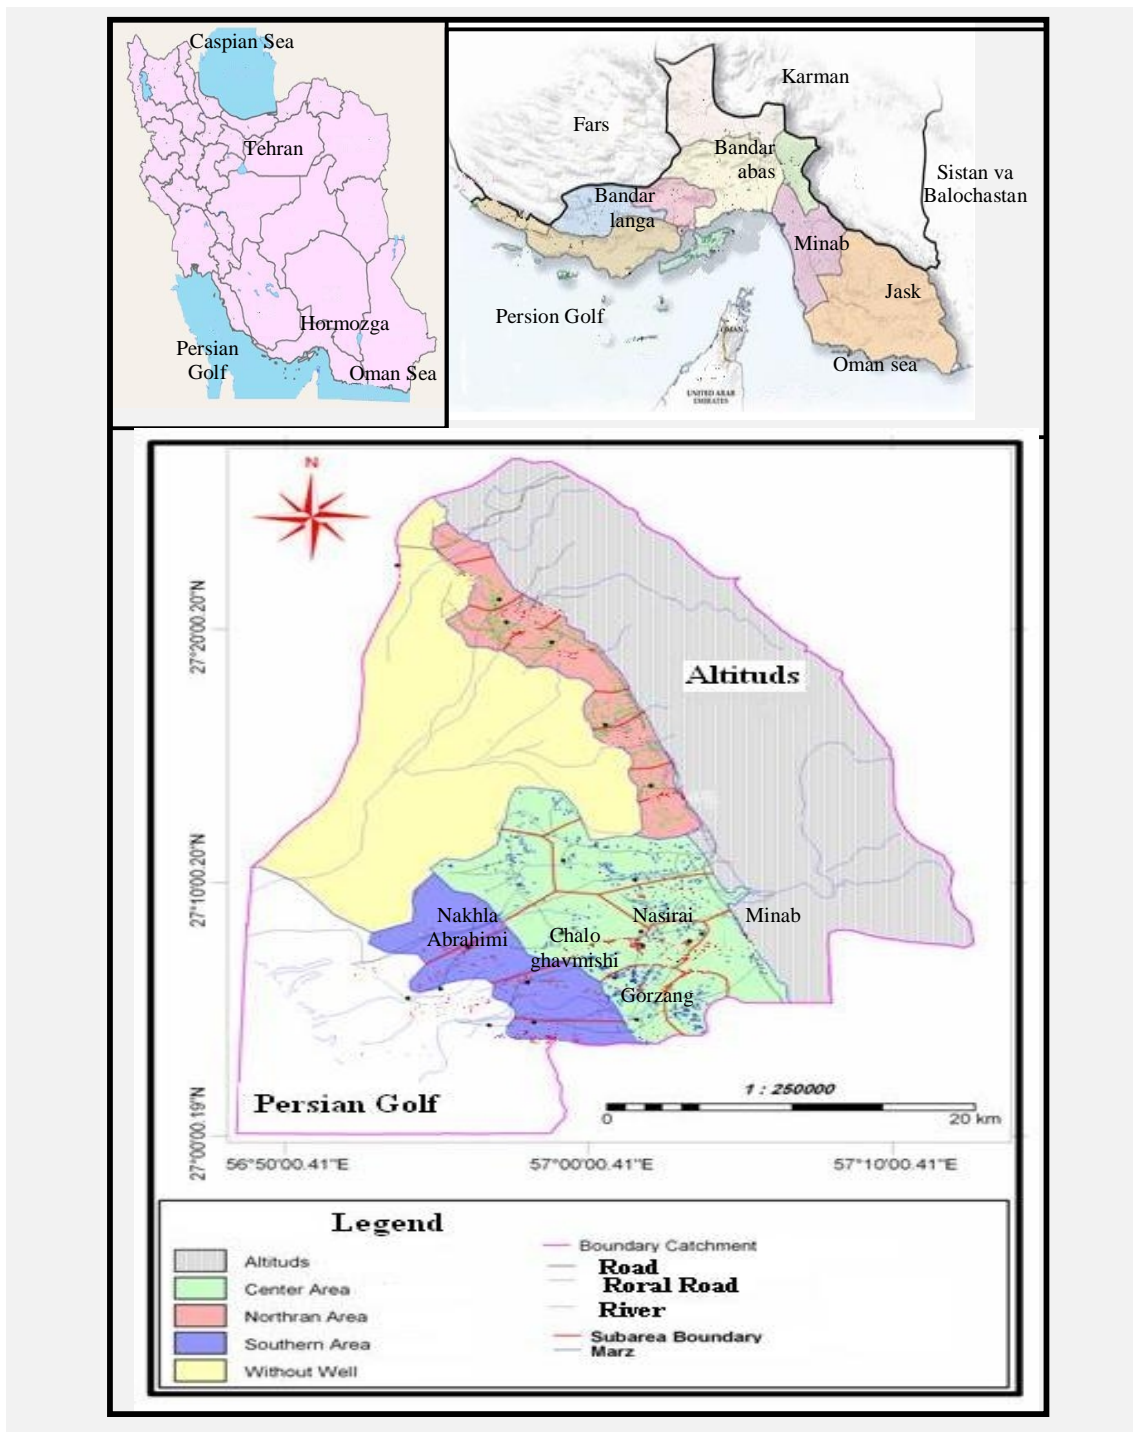 Caspian Sea
Tehran
Hormozga
Persian
Golf
Oman Sea
Karman
Fars
Bandar
abas
Sistan va
Balochastan
Bandar
langa
Minab
Jask
Persion Golf
OMAN
Oman sea
UNITED ARAB
EMIRATES
N
27°20'00.20"N
Altituds
27°10'00.20"N
Nakhla
Abrahimi
Nasirai
Minab
Chalo
ghavmishi
Gorzang
1 : 250000
Persian Golf
0
20 km
27°00'00.19"N
56°50'00.41"E
57°00'00.41"E
57°10'00.41"E
Legend
Altituds
Center Area
Northran Area
Southern Area
Without Well
Boundary Catchment
Road
Roral Road
River
Subarea Boundary
Marz